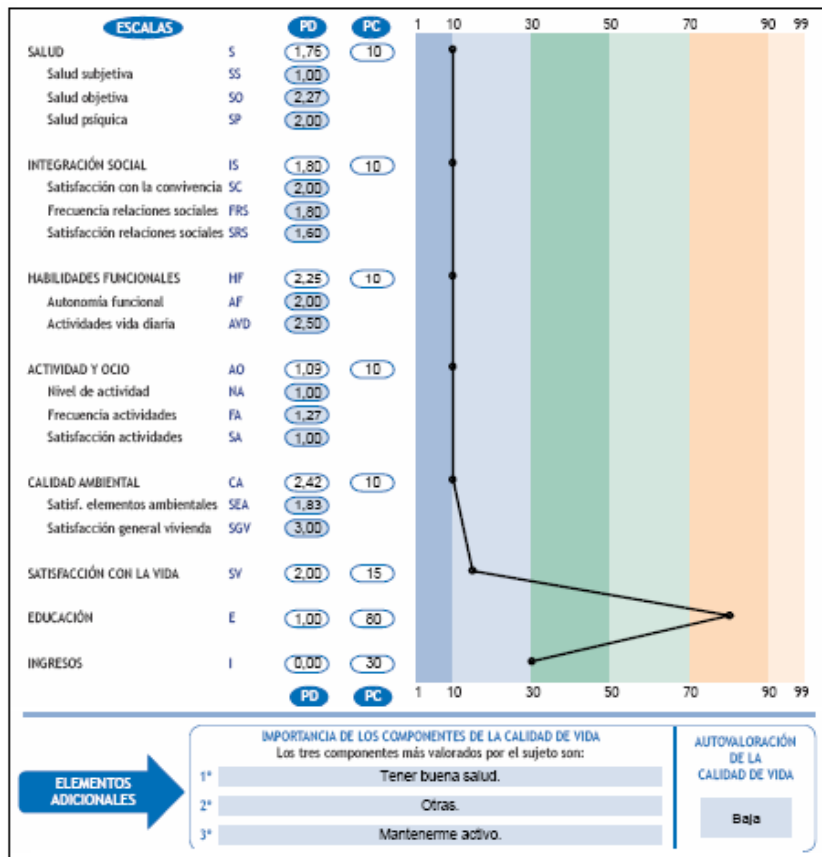 ESCALAS PD PC 1 10 30 50 70 90 99
SALUD S 1,76 10
Salud subjetiva SS 1,00
Salud objetiva SO 2,27
Salud psíquica SP 2,00
INTEGRACIÓN SOCIAL IS 1,80 10
Satisfacción con la convivencia SC 2,00
Frecuencia relaciones sociales FRS 1,80
Satisfacción relaciones sociales SRS 1,60
HABILIDADES FUNCIONALES HF 2,25 10
Autonomía funcional AF 2,00
Actividades vida diaria AVD 2,50
ACTIVIDAD Y OCIO AO 1,09 10
Nivel de actividad NA 1,00
Frecuencia actividades FA 1,27
Satisfacción actividades SA 1,00
CALIDAD AMBIENTAL CA 2,42 10
Satisf. elementos ambientales SEA 1,83
Satisfacción general vivienda SGV 3,00
SATISFACCIÓN CON LA VIDA SV 2,00 15
EDUCACIÓN E 1,00 80
INGRESOS I 0,00 30
PD PC 1 10 30 50 70 90 99
ELEMENTOS
ADICIONALES
IMPORTANCIA DE LOS COMPONENTES DE LA CALIDAD DE VIDA
Los tres componentes más valorados por el sujeto son:
1º Tener buena salud.
2º Otras.
3º Mantenerme activo.
AUTOVALORACIÓN
DE LA
CALIDAD DE VIDA
Baja